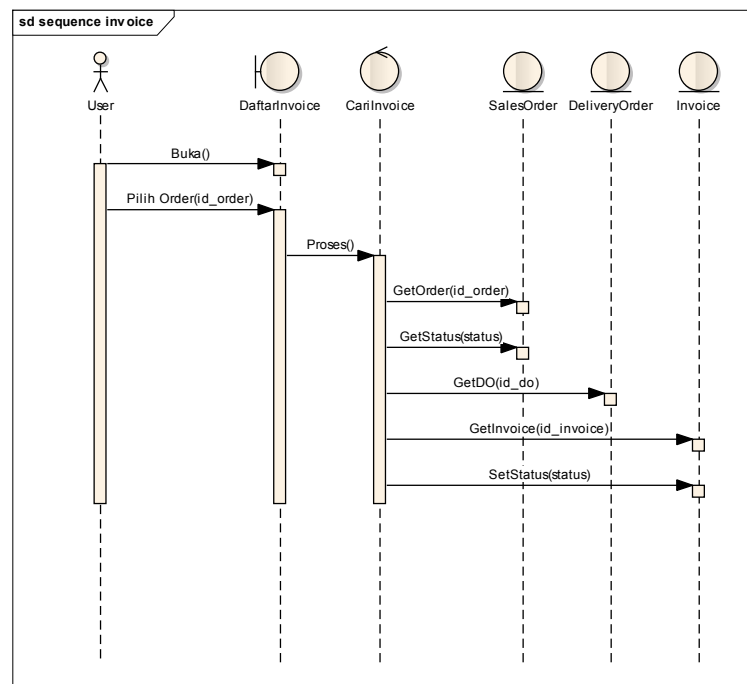 sd sequence invoice
User
DaftarInvoice
CariInvoice
SalesOrder
DeliveryOrder
Invoice
Buka()
Pilih Order(id_order)
Proses()
GetOrder(id_order)
GetStatus(status)
GetDO(id_do)
GetInvoice(id_invoice)
SetStatus(status)